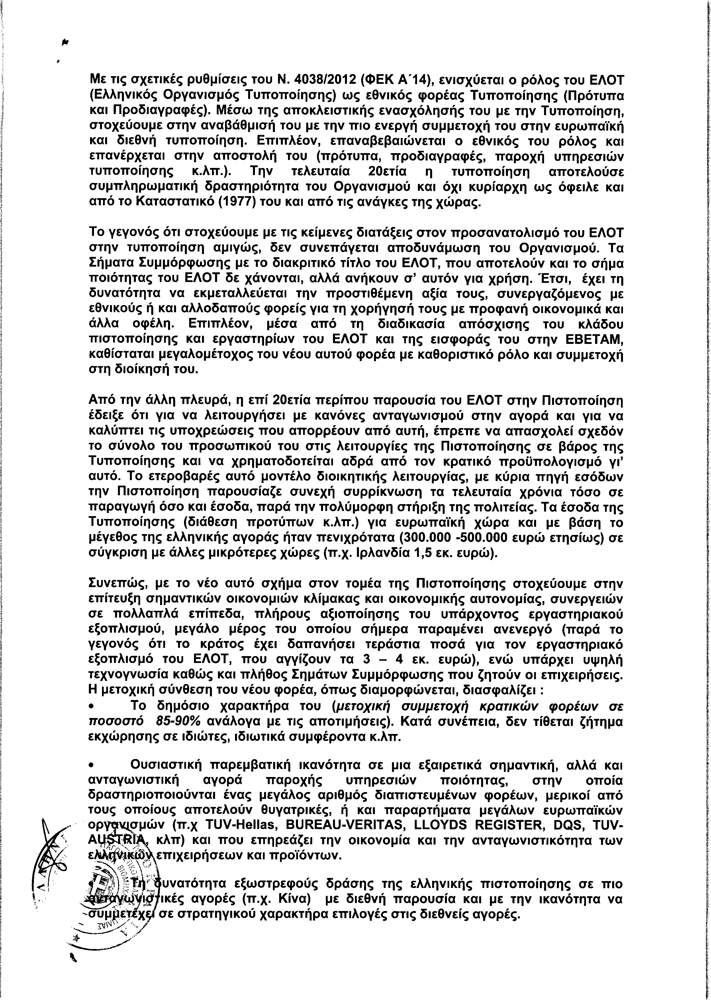 Με τις σχετικές ρυθμίσεις του Ν. 4038/2012 (ΦΕΚ Α΄14), ενισχύεται ο ρόλος του ΕΛΟΤ
(Ελληνικός Οργανισμός Τυποποίησης) ως εθνικός φορέας Τυποποίησης (Πρότυπα
και Προδιαγραφές). Μέσω της αποκλειστικής ενασχόλησής του με την Τυποποίηση,
στοχεύουμε στην αναβάθμισή του με την πιο ενεργή συμμετοχή του στην ευρωπαϊκή
και διεθνή τυποποίηση. Επιπλέον, επαναβεβαιώνεται ο εθνικός του ρόλος και
επανέρχεται στην αποστολή του (πρότυπα, προδιαγραφές, παροχή υπηρεσιών
τυποποίησης κ.λπ.). Την τελευταία 20ετία η τυποποίηση αποτελούσε
συμπληρωματική δραστηριότητα του Οργανισμού και όχι κυρίαρχη ως όφειλε και
από το Καταστατικό (1977) του και από τις ανάγκες της χώρας.
Το γεγονός ότι στοχεύουμε με τις κείμενες διατάξεις στον προσανατολισμό του ΕΛΟΤ
στην τυποποίηση αμιγώς, δεν συνεπάγεται αποδυνάμωση του Οργανισμού. Τα
Σήματα Συμμόρφωσης με το διακριτικό τίτλο του ΕΛΟΤ, που αποτελούν και το σήμα
ποιότητας του ΕΛΟΤ δε χάνονται, αλλά ανήκουν σ’ αυτόν για χρήση. Έτσι, έχει τη
δυνατότητα να εκμεταλλεύεται την προστιθέμενη αξία τους, συνεργαζόμενος με
εθνικούς ή και αλλοδαπούς φορείς για τη χορήγησή τους με προφανή οικονομικά και
άλλα οφέλη. Επιπλέον, μέσα από τη διαδικασία απόσχισης του κλάδου
πιστοποίησης και εργαστηρίων του ΕΛΟΤ και της εισφοράς του στην ΕΒΕΤΑΜ,
καθίσταται μεγαλομέτοχος του νέου αυτού φορέα με καθοριστικό ρόλο και συμμετοχή
στη διοίκησή του.
Από την άλλη πλευρά, η επί 20ετία περίπου παρουσία του ΕΛΟΤ στην Πιστοποίηση
έδειξε ότι για να λειτουργήσει με κανόνες ανταγωνισμού στην αγορά και για να
καλύπτει τις υποχρεώσεις που απορρέουν από αυτή, έπρεπε να απασχολεί σχεδόν
το σύνολο του προσωπικού του στις λειτουργίες της Πιστοποίησης σε βάρος της
Τυποποίησης και να χρηματοδοτείται αδρά από τον κρατικό προϋπολογισμό γι’
αυτό. Το ετεροβαρές αυτό μοντέλο διοικητικής λειτουργίας, με κύρια πηγή εσόδων
την Πιστοποίηση παρουσίαζε συνεχή συρρίκνωση τα τελευταία χρόνια τόσο σε
παραγωγή όσο και έσοδα, παρά την πολύμορφη στήριξη της πολιτείας. Τα έσοδα της
Τυποποίησης (διάθεση προτύπων κ.λπ.) για ευρωπαϊκή χώρα και με βάση το
μέγεθος της ελληνικής αγοράς ήταν πενιχρότατα (300.000 -500.000 ευρώ ετησίως) σε
σύγκριση με άλλες μικρότερες χώρες (π.χ. Ιρλανδία 1,5 εκ. ευρώ).
Συνεπώς, με το νέο αυτό σχήμα στον τομέα της Πιστοποίησης στοχεύουμε στην
επίτευξη σημαντικών οικονομιών κλίμακας και οικονομικής αυτονομίας, συνεργειών
σε πολλαπλά επίπεδα, πλήρους αξιοποίησης του υπάρχοντος εργαστηριακού
εξοπλισμού, μεγάλο μέρος του οποίου σήμερα παραμένει ανενεργό (παρά το
γεγονός ότι το κράτος έχει δαπανήσει τεράστια ποσά για τον εργαστηριακό
εξοπλισμό του ΕΛΟΤ, που αγγίζουν τα 3 – 4 εκ. ευρώ), ενώ υπάρχει υψηλή
τεχνογνωσία καθώς και πλήθος Σημάτων Συμμόρφωσης που ζητούν οι επιχειρήσεις.
Η μετοχική σύνθεση του νέου φορέα, όπως διαμορφώνεται, διασφαλίζει :
• Το δημόσιο χαρακτήρα του (μετοχική συμμετοχή κρατικών φορέων σε
ποσοστό 85-90% ανάλογα με τις αποτιμήσεις). Κατά συνέπεια, δεν τίθεται ζήτημα
εκχώρησης σε ιδιώτες, ιδιωτικά συμφέροντα κ.λπ.
• Ουσιαστική παρεμβατική ικανότητα σε μια εξαιρετικά σημαντική, αλλά και
ανταγωνιστική αγορά παροχής υπηρεσιών ποιότητας, στην οποία
δραστηριοποιούνται ένας μεγάλος αριθμός διαπιστευμένων φορέων, μερικοί από
τους οποίους αποτελούν θυγατρικές, ή και παραρτήματα μεγάλων ευρωπαϊκών
οργανισμών (π.χ TUV-Hellas, BUREAU-VERITAS, LLOYDS REGISTER, DQS, TUV-
AUSTRIA, κλπ) και που επηρεάζει την οικονομία και την ανταγωνιστικότητα των
ελληνικών επιχειρήσεων και προϊόντων.
• Τη δυνατότητα εξωστρεφούς δράσης της ελληνικής πιστοποίησης σε πιο
ανταγωνιστικές αγορές (π.χ. Κίνα) με διεθνή παρουσία και με την ικανότητα να
συμμετέχει σε στρατηγικού χαρακτήρα επιλογές στις διεθνείς αγορές.